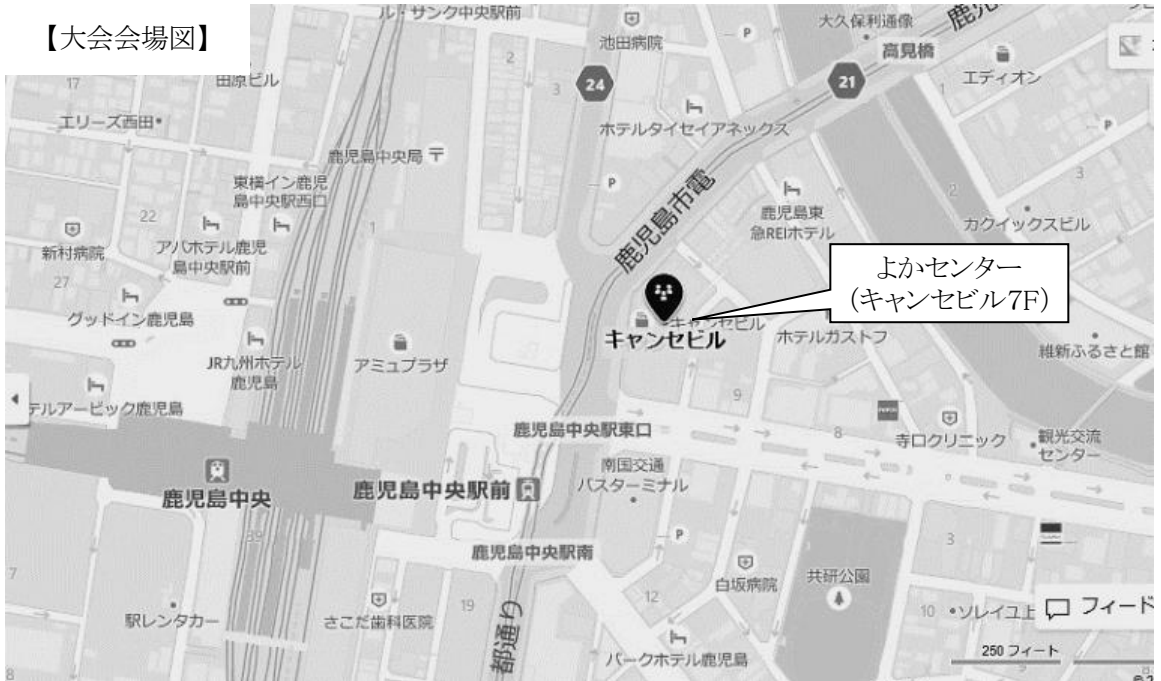 【大会会場図】
ル・サンク中央駅前
田原ビル
17
エリーズ西田
鹿児島中央局
東横イン鹿児
島中央駅西口
22
新村病院
アパホテル鹿児
島中央駅前
27
グッドイン鹿児島
JR九州ホテル
鹿児島
テルアービック鹿児島
アミュプラザ
1
2
3
24
池田病院
P
大久保利通像
高見橋
21
エディオン
1
P
ホテルタイセイアネックス
P
鹿児島市電
鹿児島東
急REIホテル
2
3
カクイックスビル
よかセンター
(キャンセビル7F)
キャンセビル
キャンセビル
ホテルガストフ
維新ふるさと館
9
8
寺口クリニック
観光交流
センター
鹿児島中央駅東口
鹿児島中央
鹿児島中央駅前
南国交通
バスターミナル
鹿児島中央駅南
P
39
7
駅レンタカー
さこだ歯科医院
19
都通り
12
白坂病院
共研公園
3
10
ソレイユ上
フィード
パークホテル鹿児島
250 フィート
9
8
8